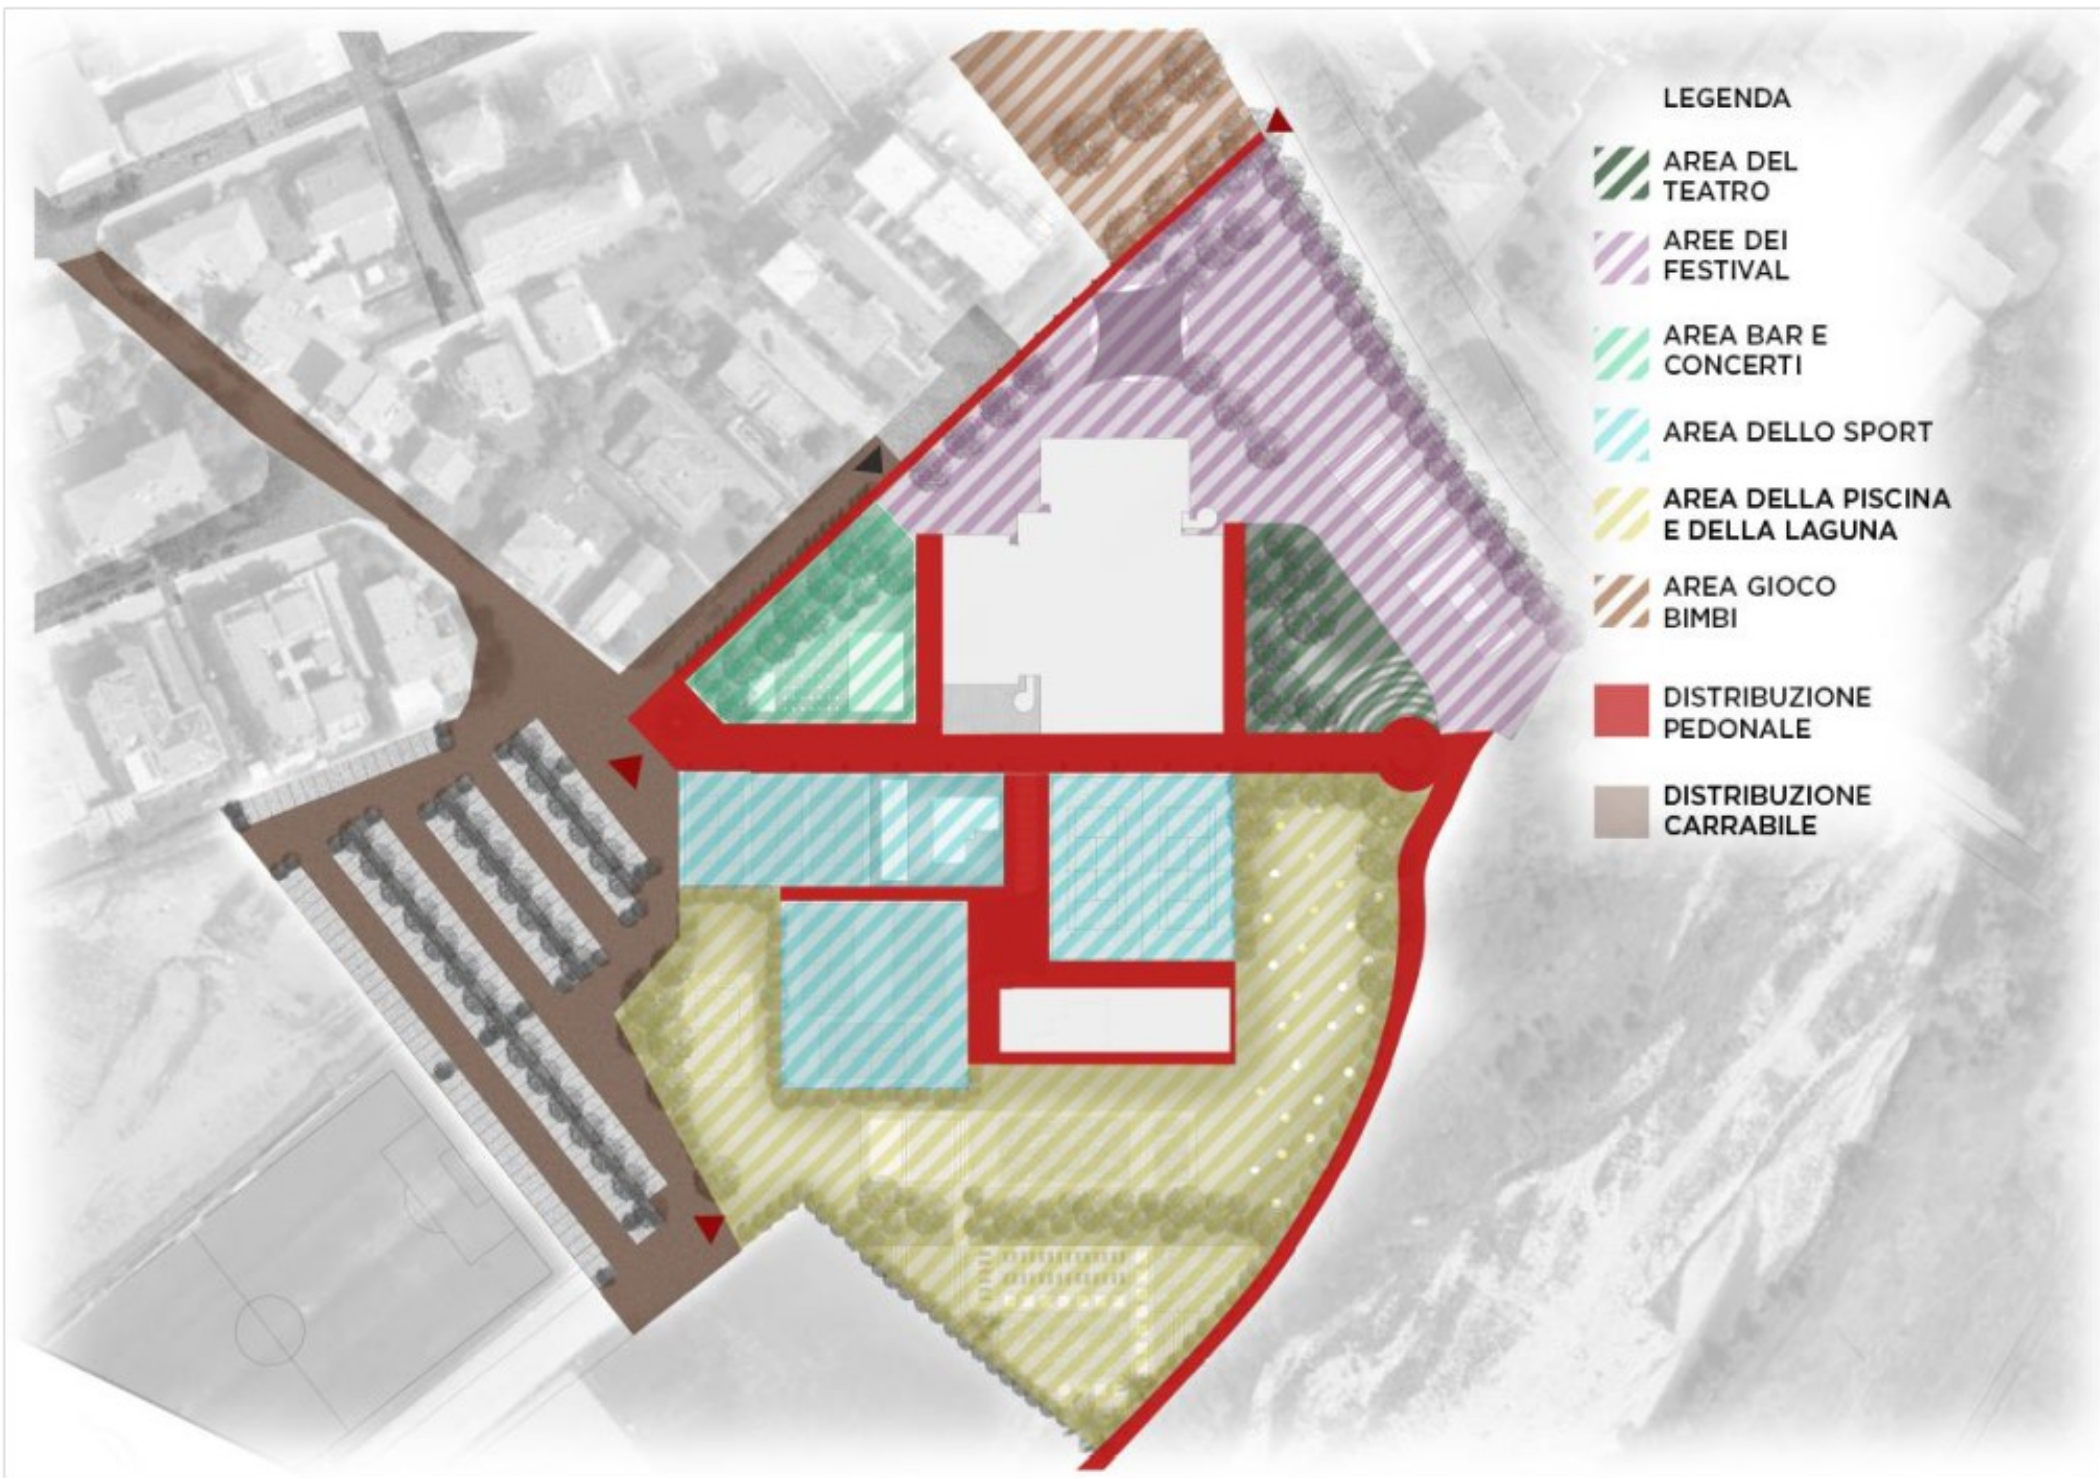 LEGENDA
AREA DEL
TEATRO
AREE DEI
FESTIVAL
AREA BAR E
CONCERTI
AREA DELLO SPORT
AREA DELLA PISCINA
E DELLA LAGUNA
AREA GIOCO
BIMBI
DISTRIBUZIONE
PEDONALE
DISTRIBUZIONE
CARRABILE